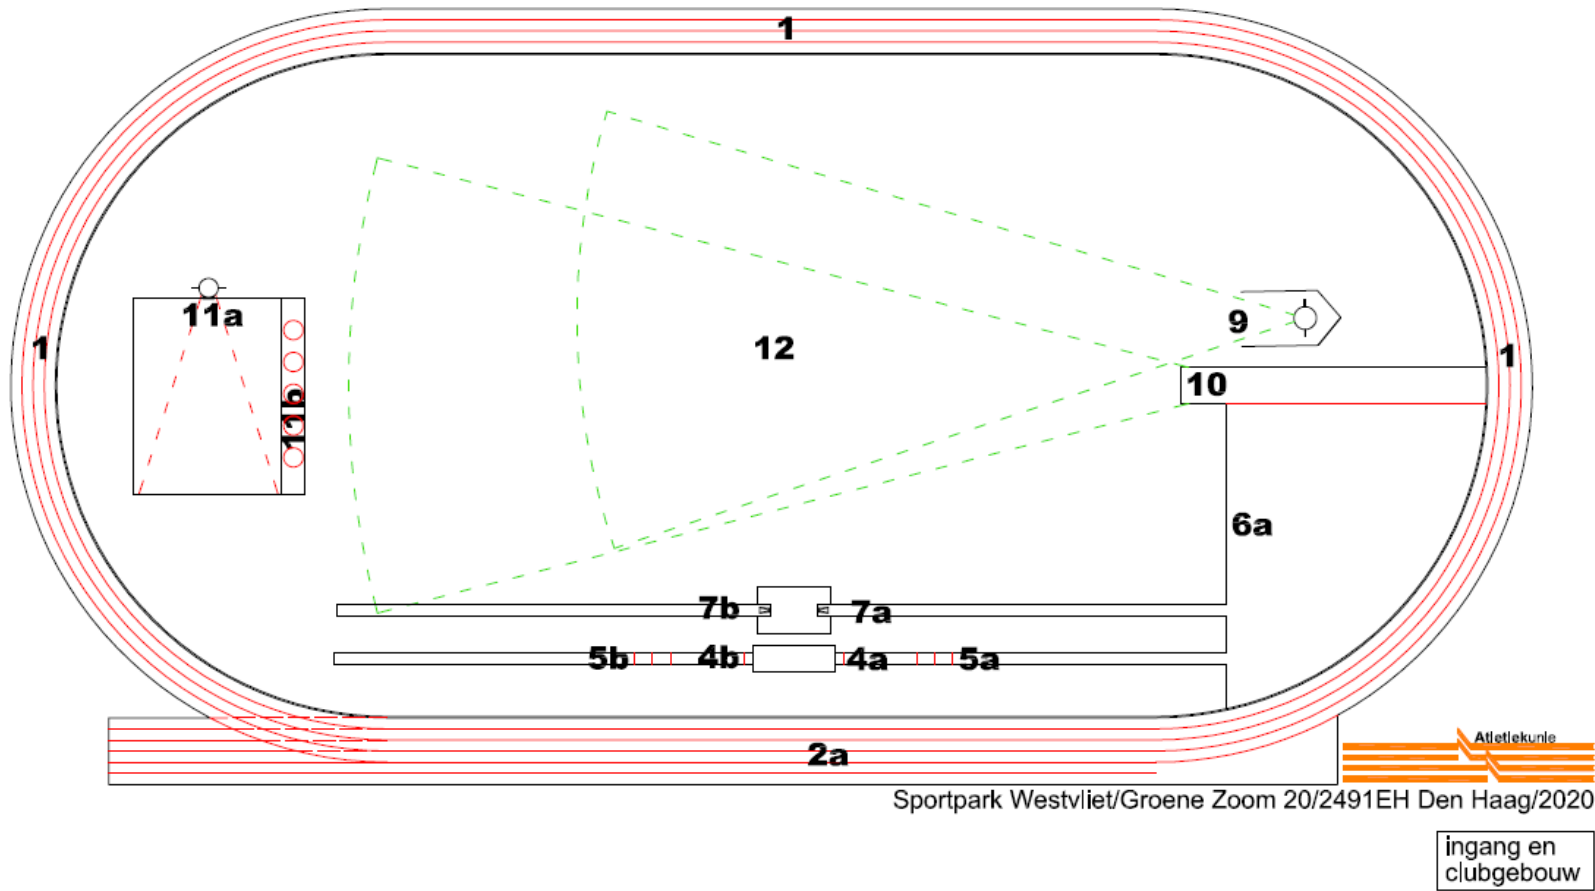 1
11a
1
11b
12
9
1
10
6a
7b
7a
5b
4b
4a
5a
2a
Atletiekunie
Sportpark Westvliet/Groene Zoom 20/2491EH Den Haag/2020
ingang en
clubgebouw